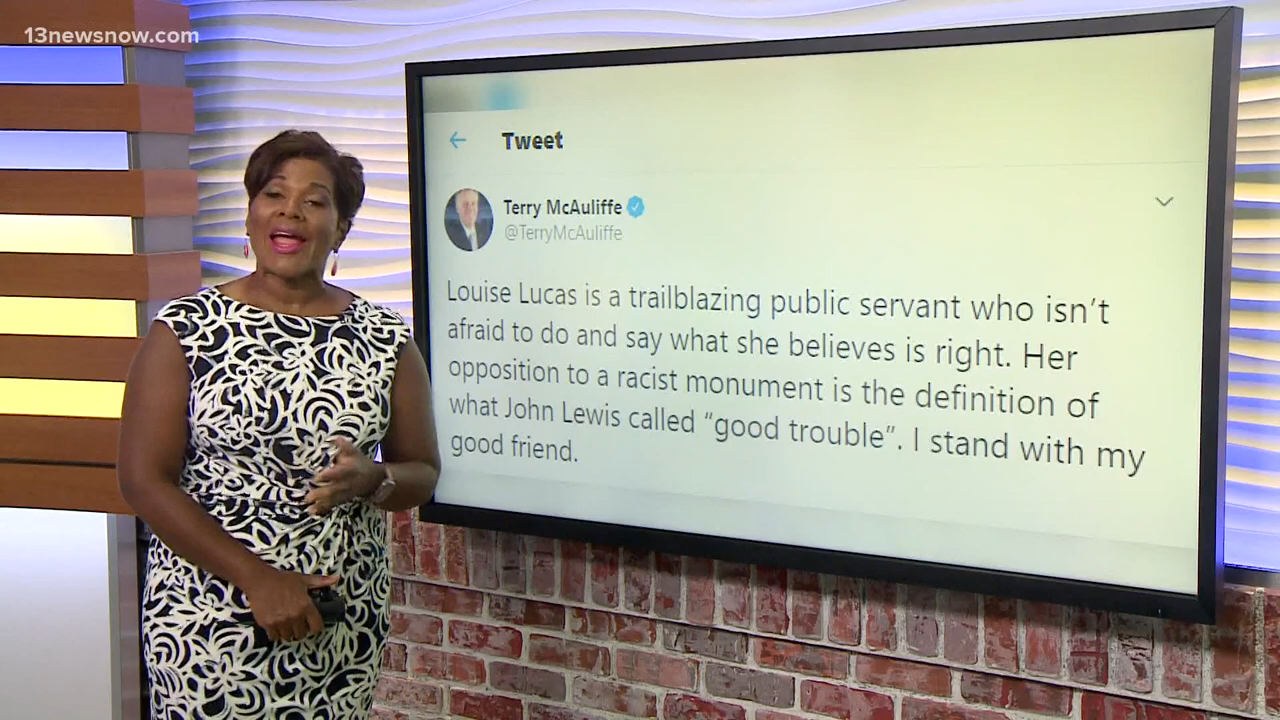 13newsnow.com
Tweet
Terry McAuliffe
@TerryMcAuliffe
Louise Lucas is a trailblazing public servant who isn't
afraid to do and say what she believes is right. Her
opposition to a racist monument is the definition of
what John Lewis called "good trouble". I stand with my
good friend.